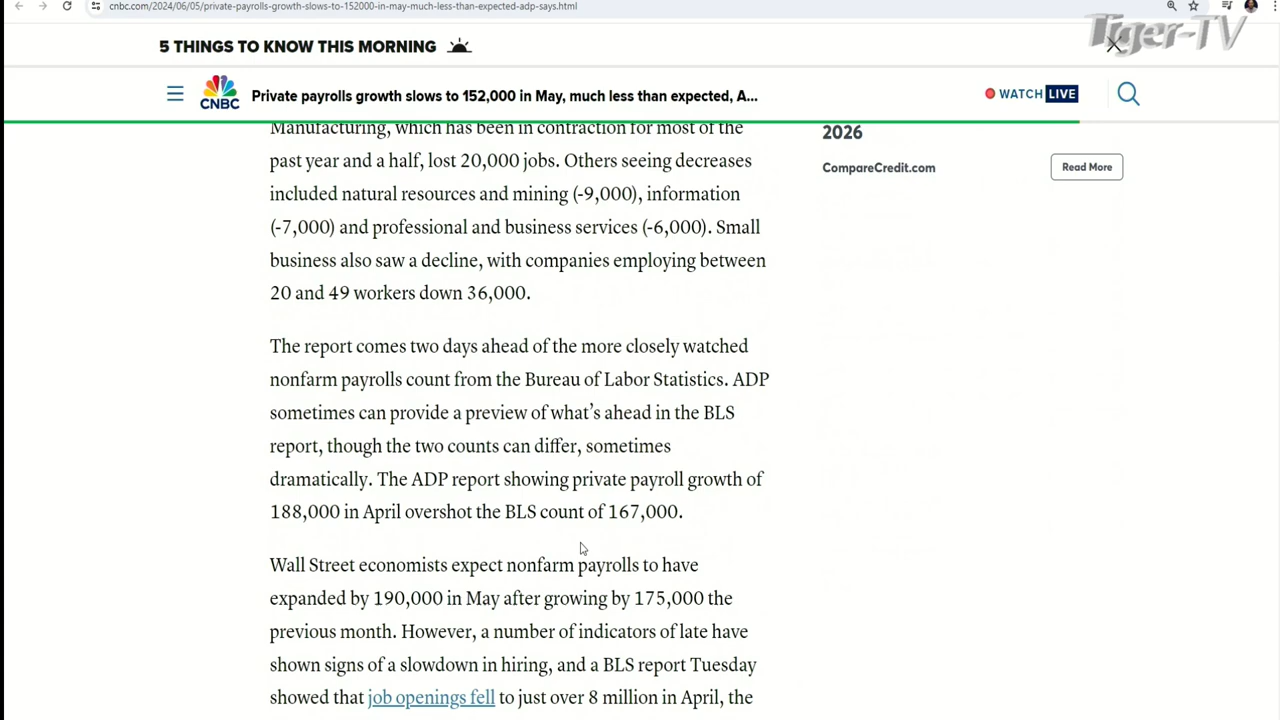 cnbc.com/2024/06/05/private-payrolls-growth-slows-to-152000-in-may-much-less-than-expected-adp-says.html
Tiger-TV
5 THINGS TO KNOW THIS MORNING
CNBC
Private payrolls growth slows to 152,000 in May, much less than expected, A...
WATCH LIVE
Manufacturing, which has been in contraction for most of the
past year and a half, lost 20,000 jobs. Others seeing decreases
included natural resources and mining (-9,000), information
(-7,000) and professional and business services (-6,000). Small
business also saw a decline, with companies employing between
20 and 49 workers down 36,000.
The report comes two days ahead of the more closely watched
nonfarm payrolls count from the Bureau of Labor Statistics. ADP
sometimes can provide a preview of what’s ahead in the BLS
report, though the two counts can differ, sometimes
dramatically. The ADP report showing private payroll growth of
188,000 in April overshot the BLS count of 167,000.
Wall Street economists expect nonfarm payrolls to have
expanded by 190,000 in May after growing by 175,000 the
previous month. However, a number of indicators of late have
shown signs of a slowdown in hiring, and a BLS report Tuesday
showed that job openings fell to just over 8 million in April, the
2026
CompareCredit.com
Read More